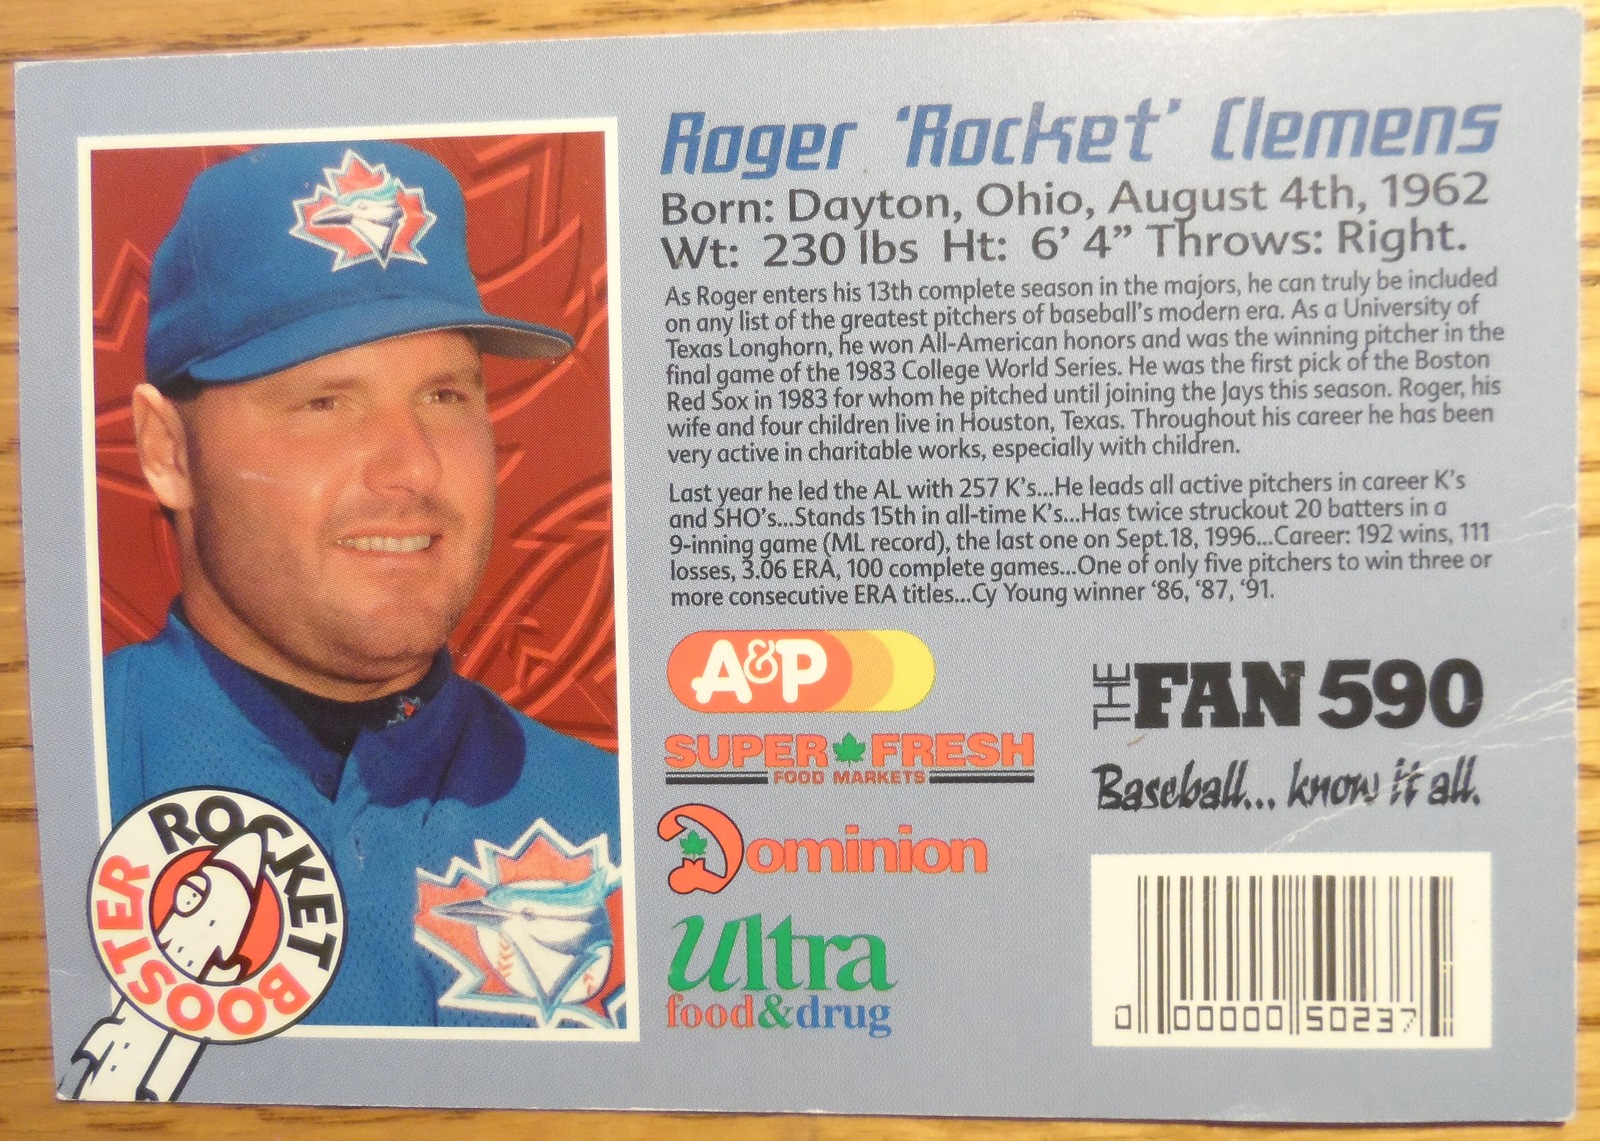 Roger ‘Rocket’ Clemens
Born: Dayton, Ohio, August 4th, 1962
Wt: 230 lbs Ht: 6’ 4” Throws: Right.
As Roger enters his 13th complete season in the majors, he can truly be included
on any list of the greatest pitchers of baseball's modern era. As a University of
Texas Longhorn, he won All-American honors and was the winning pitcher in the
final game of the 1983 College World Series. He was the first pick of the Boston
Red Sox in 1983 for whom he pitched until joining the Jays this season. Roger, his
wife and four children live in Houston, Texas. Throughout his career he has been
very active in charitable works, especially with children.
Last year he led the AL with 257 K's...He leads all active pitchers in career K's
and SHO's...Stands 15th in all-time K's...Has twice struckout 20 batters in a
9-inning game (ML record), the last one on Sept.18, 1996...Career: 192 wins, 111
losses, 3.06 ERA, 100 complete games...One of only five pitchers to win three or
more consecutive ERA titles...Cy Young winner ‘86, ‘87, ‘91.
A&P
SUPER FRESH
FOOD MARKETS
Dominion
Ultra
food&drug
THE FAN 590
Baseball... know it all.
0 00000 50237
ROCKET BOOSTER